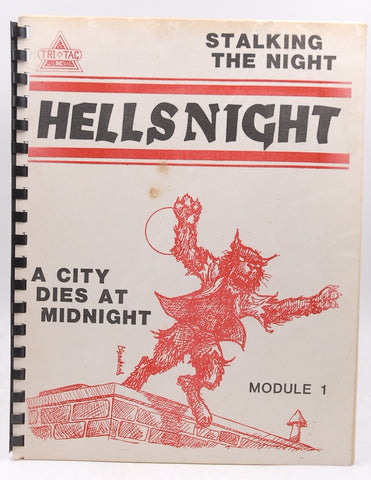 TRI TAC
STALKING
THE NIGHT
HELLSNIGHT
A CITY
DIES AT
MIDNIGHT
MODULE 1